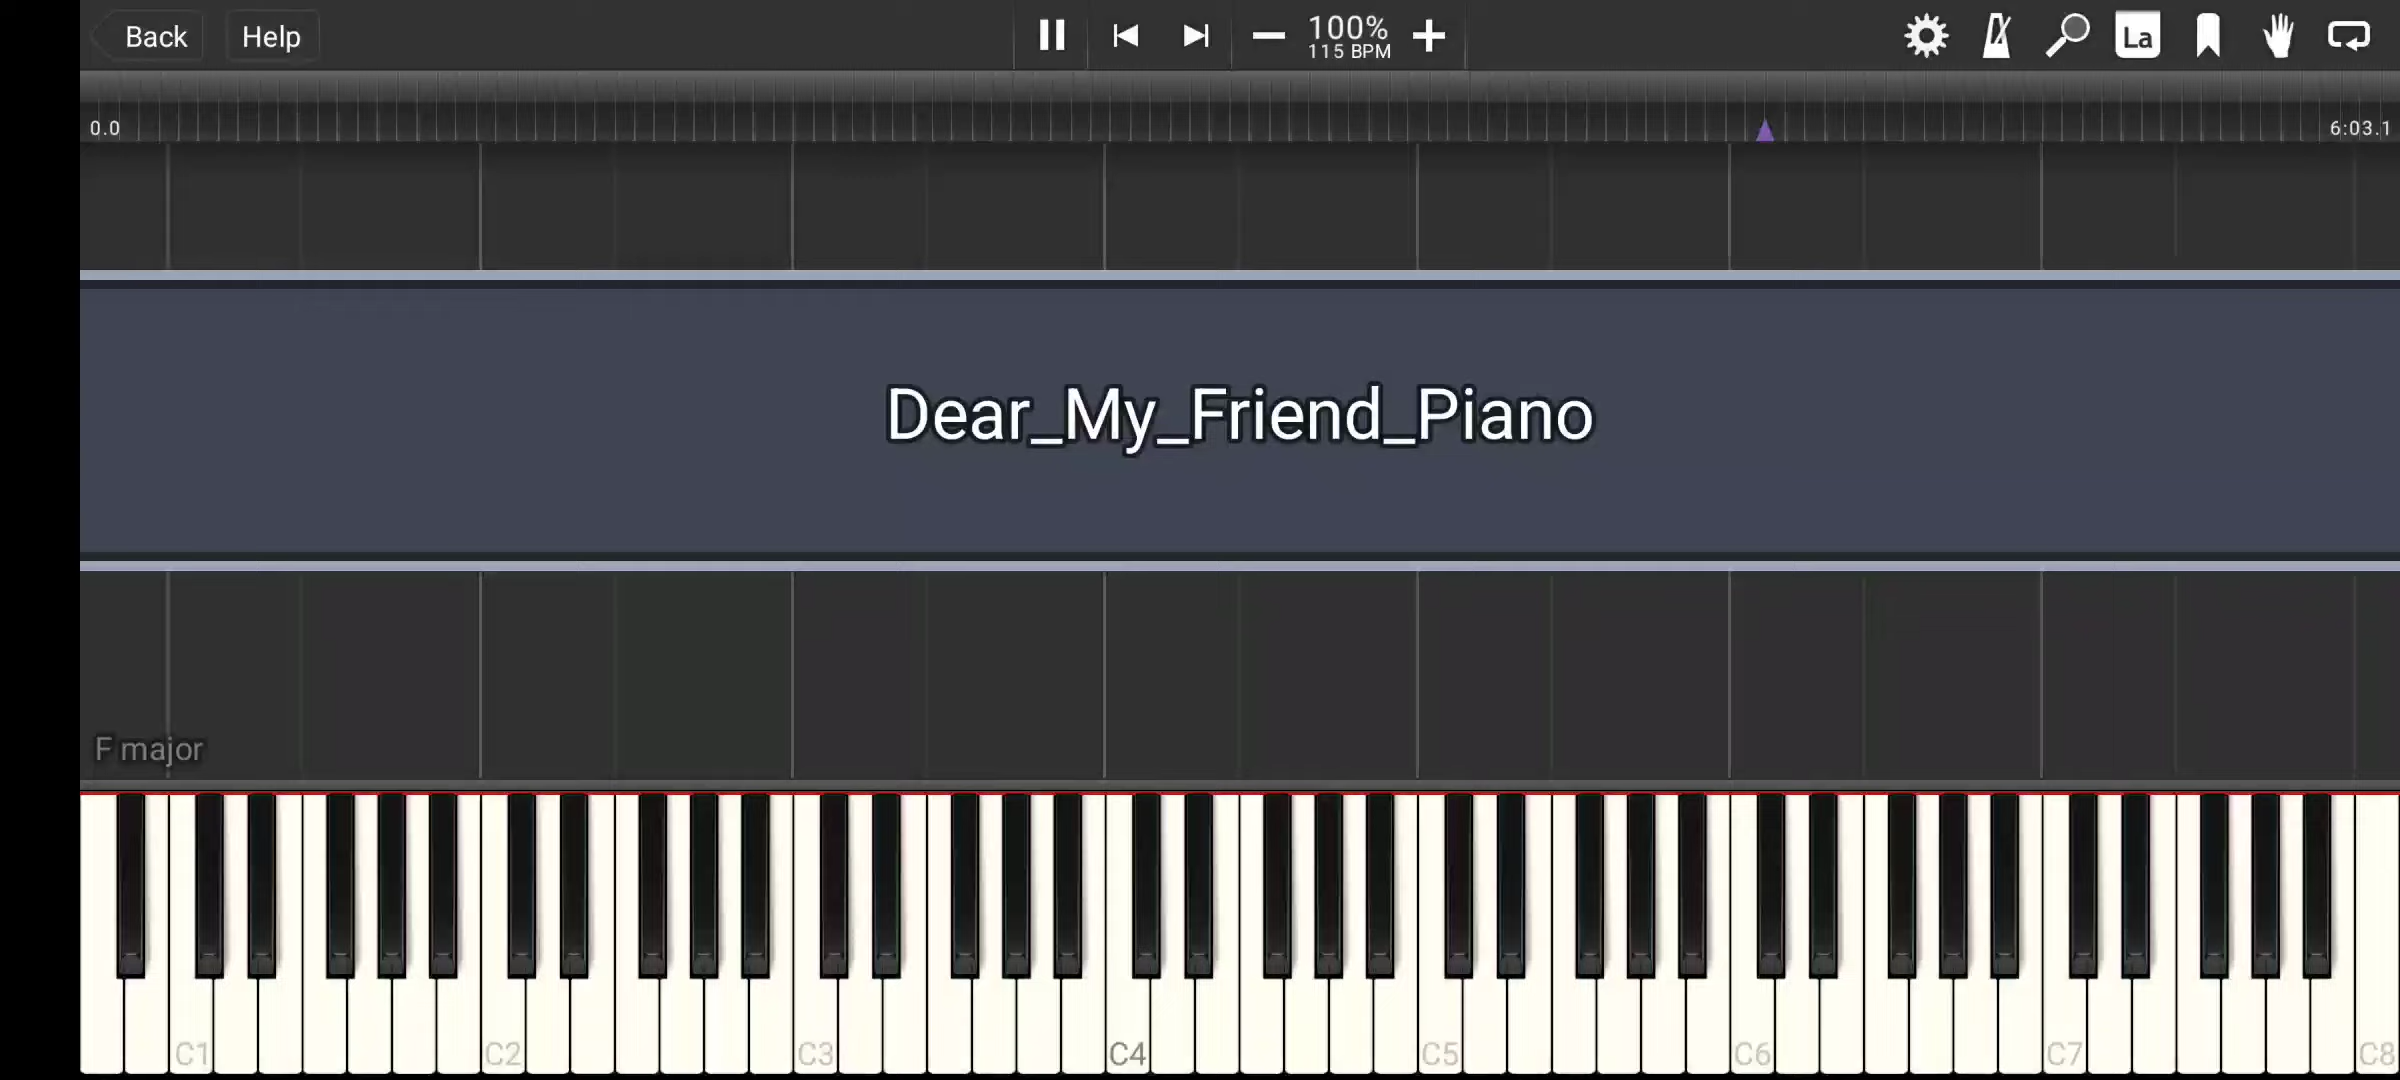 Back
Help
100%
115 BPM
La
0.0
6:03.1
Dear_My_Friend_Piano
F major
C1
C2
C3
C4
C5
C6
C7
C8